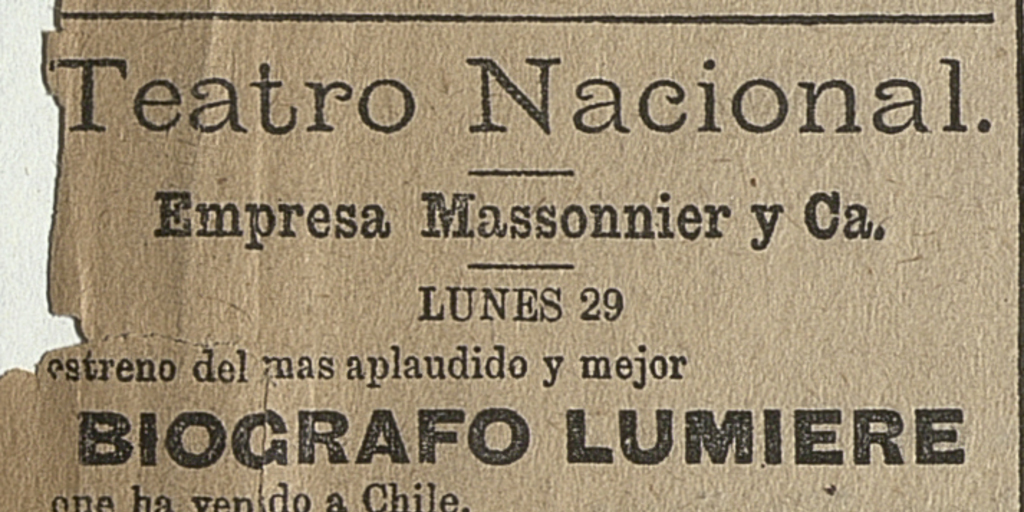 Teatro Nacional.
Empresa Massonnier y Ca.
LUNES 29
estreno del mas aplaudido y mejor
BIOGRAFO LUMIERE
que ha venido a Chile.